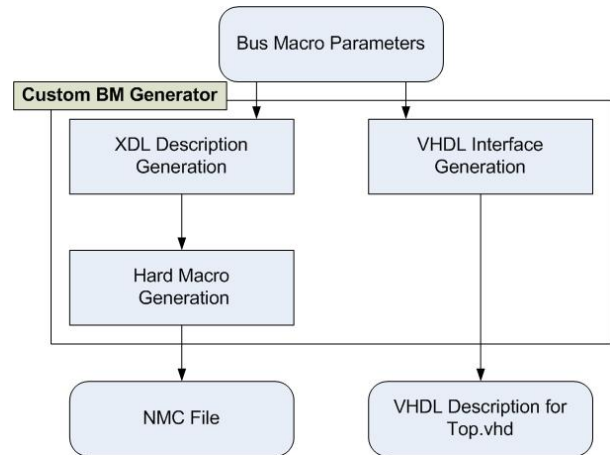 Bus Macro Parameters
Custom BM Generator
XDL Description
Generation
VHDL Interface
Generation
Hard Macro
Generation
NMC File
VHDL Description for
Top.vhd